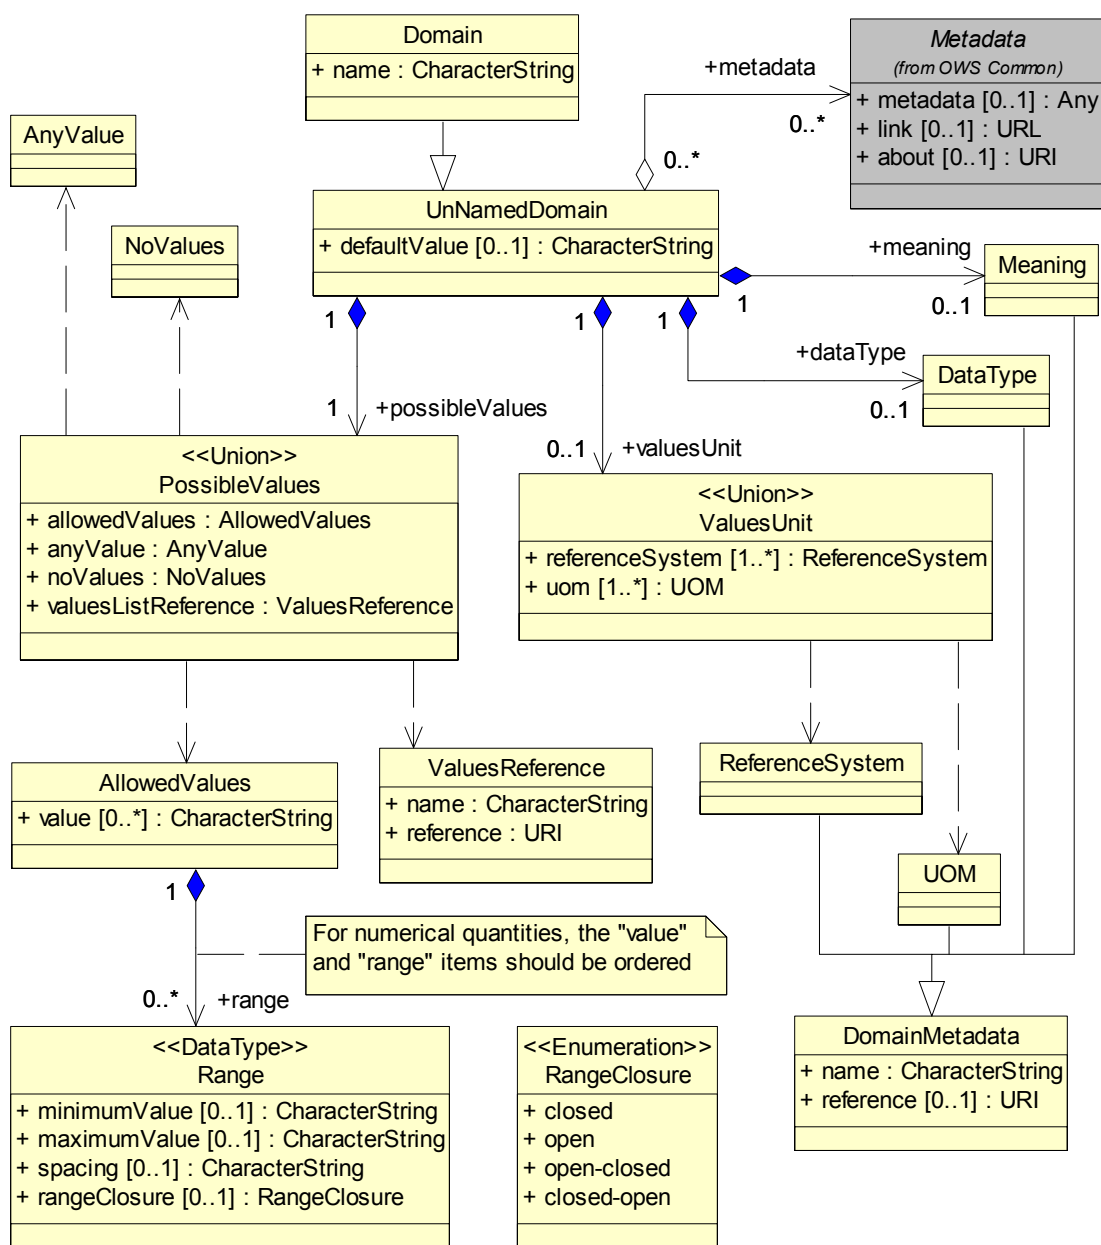 Domain
+ name : CharacterString
+metadata
0..*
0..*
Metadata
(from OWS Common)
+ metadata [0..1] : Any
+ link [0..1] : URL
+ about [0..1] : URI
AnyValue
NoValues
UnNamedDomain
+ defaultValue [0..1] : CharacterString
+meaning
1
0..1
Meaning
1
1
1
+dataType
0..1
DataType
1
+possibleValues
0..1
+valuesUnit
<<Union>>
PossibleValues
+ allowedValues : AllowedValues
+ anyValue : AnyValue
+ noValues : NoValues
+ valuesListReference : ValuesReference
<<Union>>
ValuesUnit
+ referenceSystem [1..*] : ReferenceSystem
+ uom [1..*] : UOM
AllowedValues
+ value [0..*] : CharacterString
ValuesReference
+ name : CharacterString
+ reference : URI
ReferenceSystem
UOM
1
For numerical quantities, the "value"
and "range" items should be ordered
0..*
+range
<<DataType>>
Range
+ minimumValue [0..1] : CharacterString
+ maximumValue [0..1] : CharacterString
+ spacing [0..1] : CharacterString
+ rangeClosure [0..1] : RangeClosure
<<Enumeration>>
RangeClosure
+ closed
+ open
+ open-closed
+ closed-open
DomainMetadata
+ name : CharacterString
+ reference [0..1] : URI